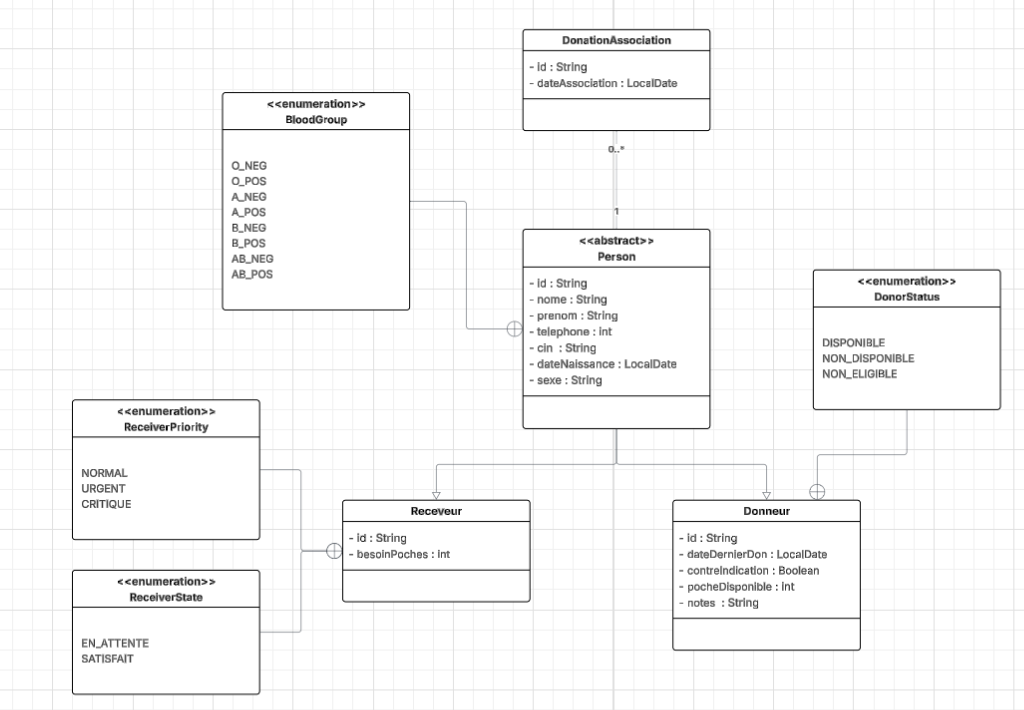 DonationAssociation
- id : String
- dateAssociation : LocalDate
0..*
1
<<enumeration>>
BloodGroup
O_NEG
O_POS
A_NEG
A_POS
B_NEG
B_POS
AB_NEG
AB_POS
<<abstract>>
Person
- id : String
- nome : String
- prenom : String
- telephone : int
- cin : String
- dateNaissance : LocalDate
- sexe : String
<<enumeration>>
DonorStatus
DISPONIBLE
NON_DISPONIBLE
NON_ELIGIBLE
<<enumeration>>
ReceiverPriority
NORMAL
URGENT
CRITIQUE
Receveur
- id : String
- besoinPoches : int
Donneur
- id : String
- dateDernierDon : LocalDate
- contreIndication : Boolean
- pocheDisponible : int
- notes : String
<<enumeration>>
ReceiverState
EN_ATTENTE
SATISFAIT